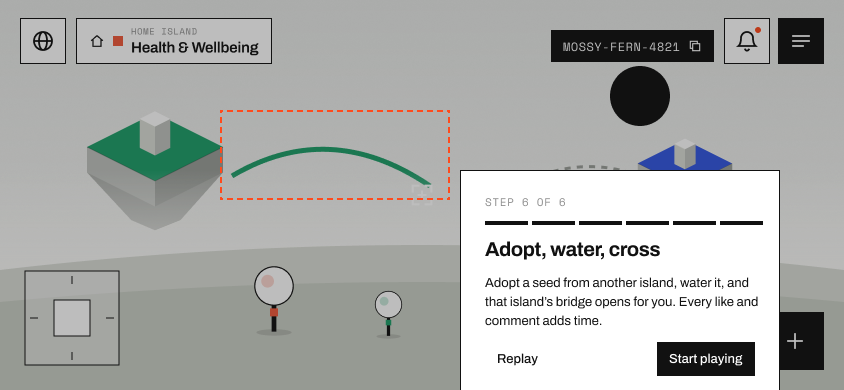 HOME ISLAND
Health & Wellbeing
MOSSY-FERN-4821
STEP 6 OF 6
Adopt, water, cross
Adopt a seed from another island, water it, and
that island's bridge opens for you. Every like and
comment adds time.
Replay
Start playing